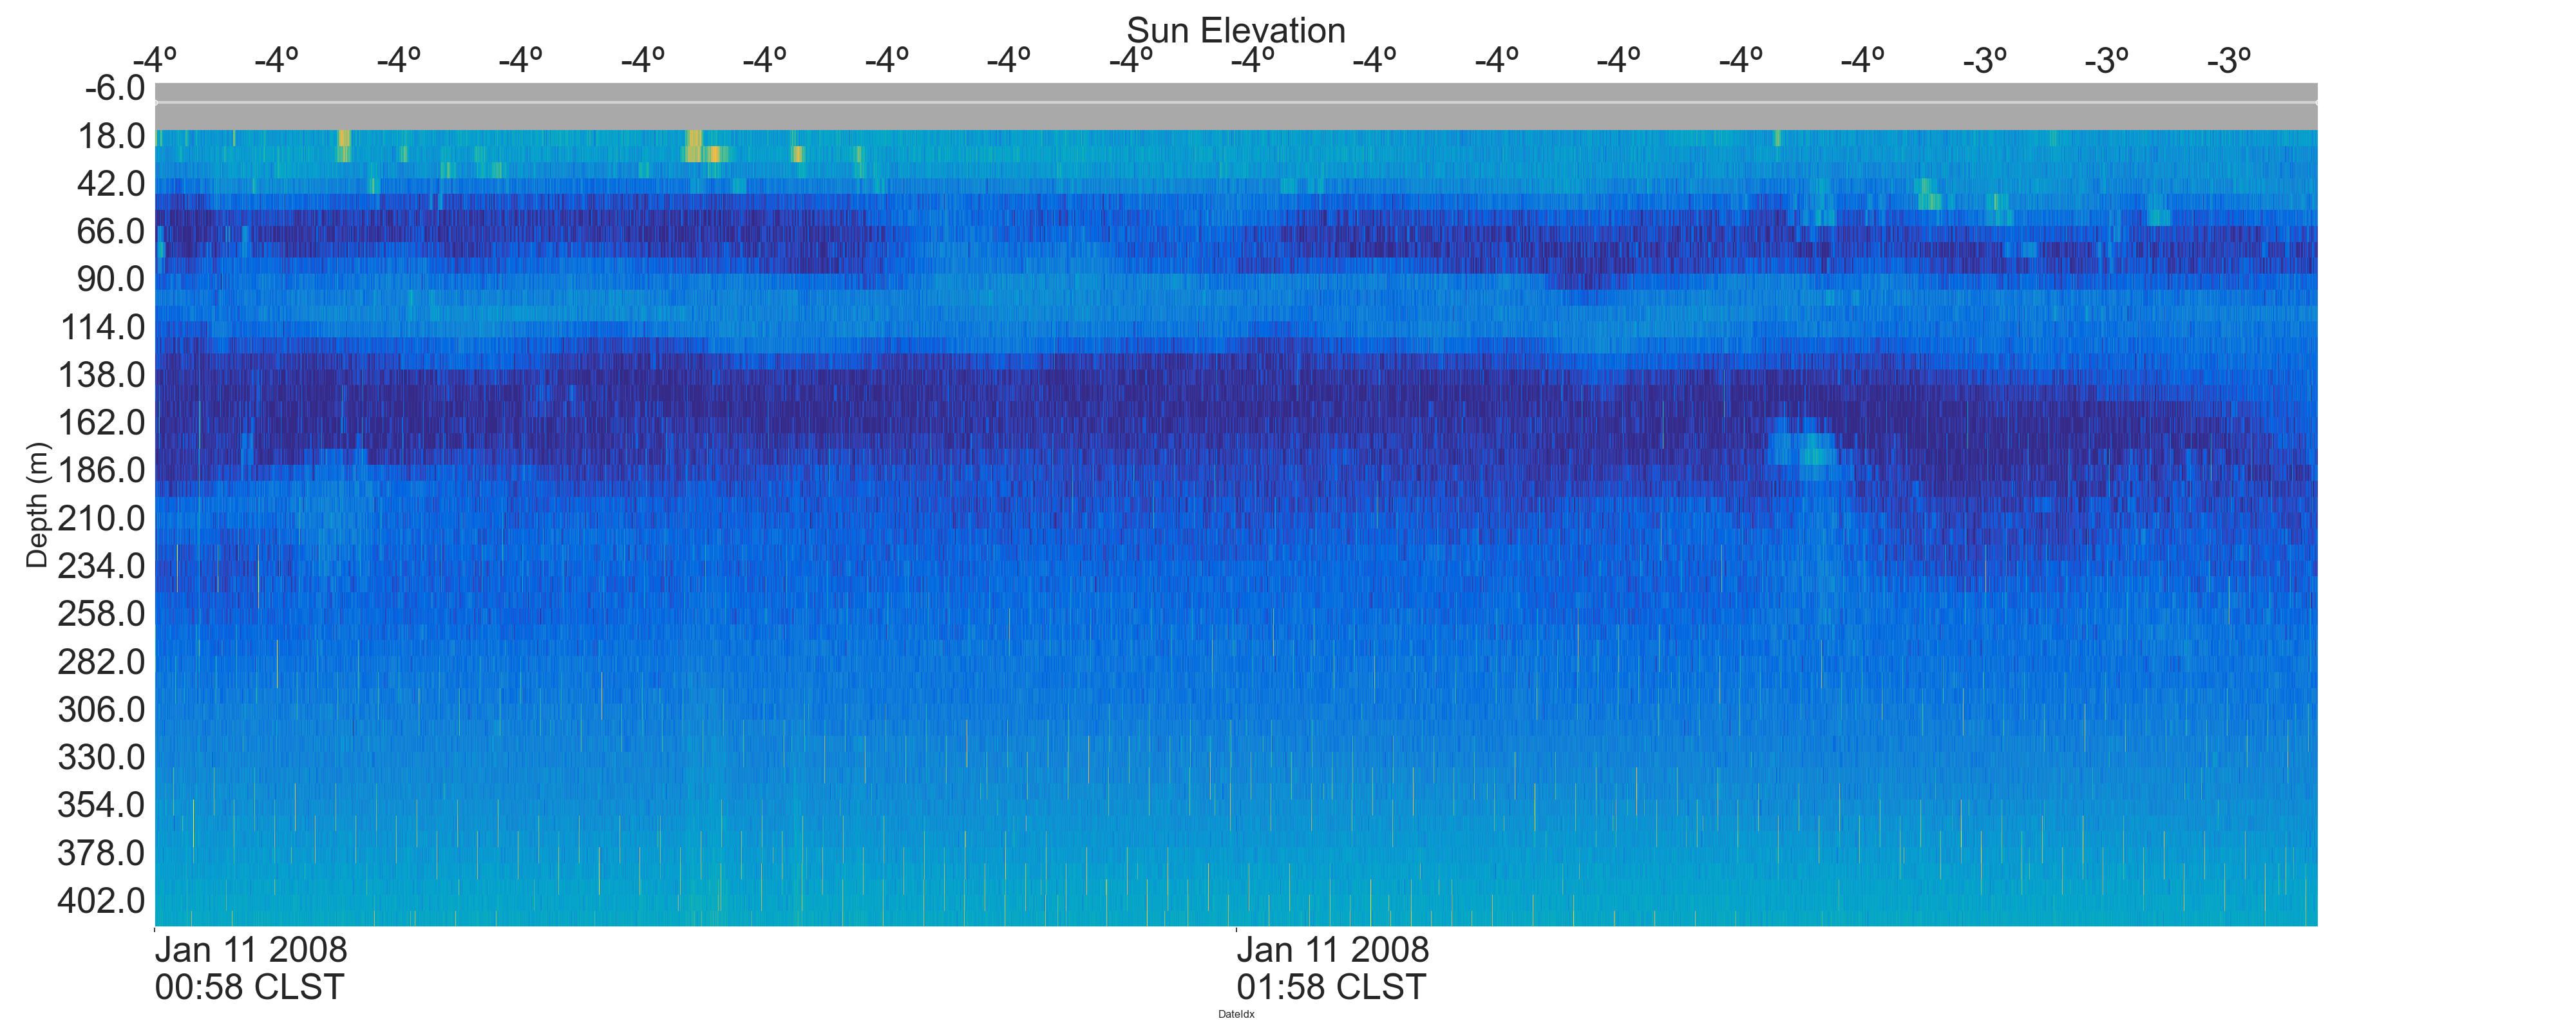 Sun Elevation
-4º -4º -4º -4º -4º -4º -4º -4º -4º -4º -4º -4º -4º -4º -4º -3º -3º -3º
-6.0
18.0
42.0
66.0
90.0
114.0
138.0
162.0
186.0
210.0
234.0
258.0
282.0
306.0
330.0
354.0
378.0
402.0
Depth (m)
Jan 11 2008
00:58 CLST
Jan 11 2008
01:58 CLST
DateIdx